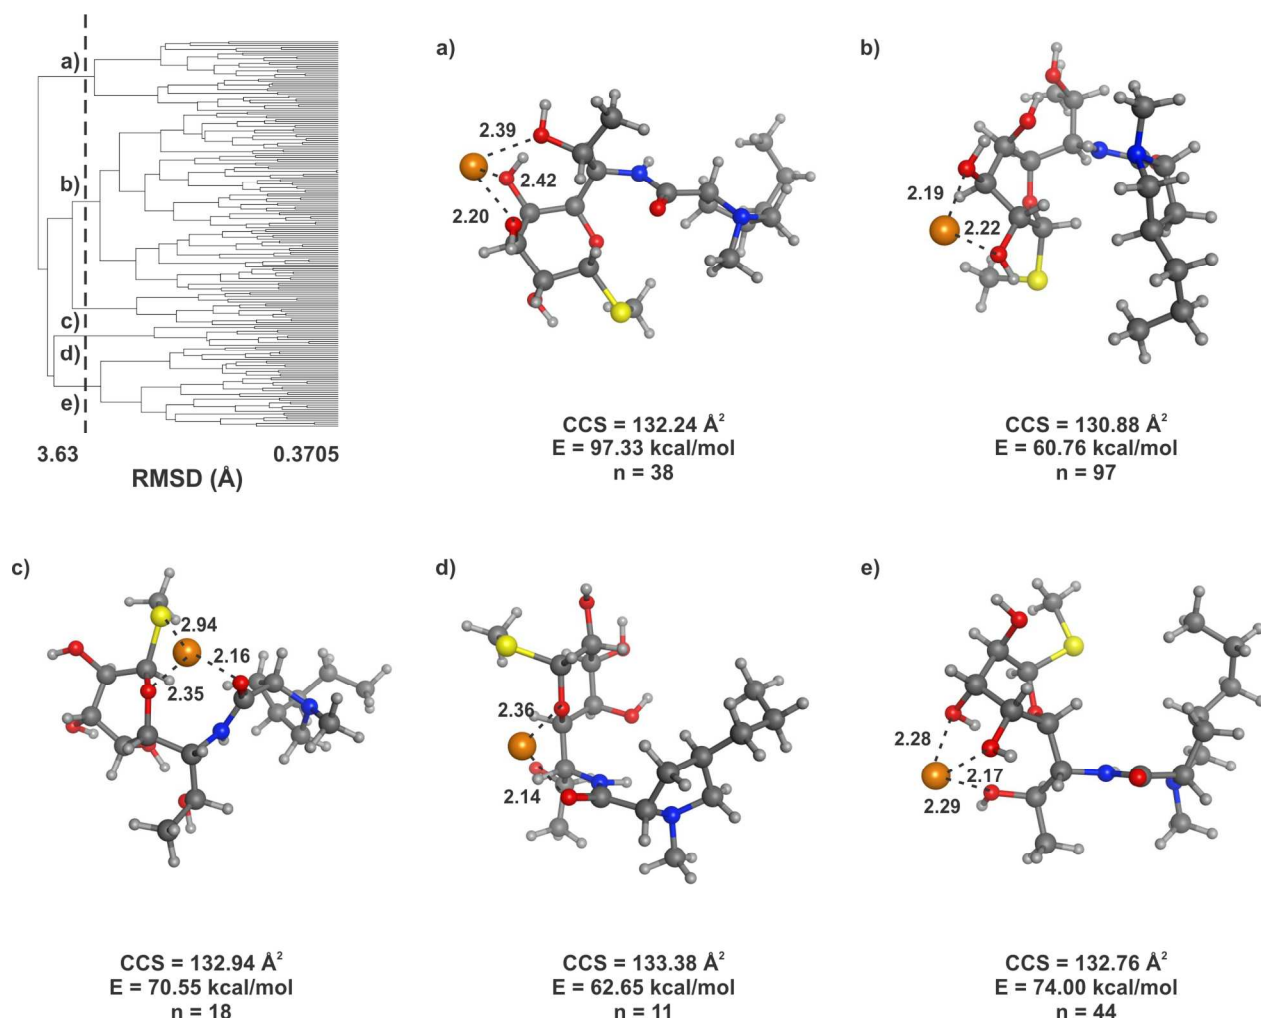 a)
b)
c)
d)
e)
3.63
0.3705
RMSD (Å)
a)
2.39
2.42
2.20
CCS = 132.24 Å²
E = 97.33 kcal/mol
n = 38
b)
2.19
2.22
CCS = 130.88 Å²
E = 60.76 kcal/mol
n = 97
c)
2.94
2.16
2.35
CCS = 132.94 Å²
E = 70.55 kcal/mol
n = 18
d)
2.36
2.14
CCS = 133.38 Å²
E = 62.65 kcal/mol
n = 11
e)
2.28
2.17
2.29
CCS = 132.76 Å²
E = 74.00 kcal/mol
n = 44